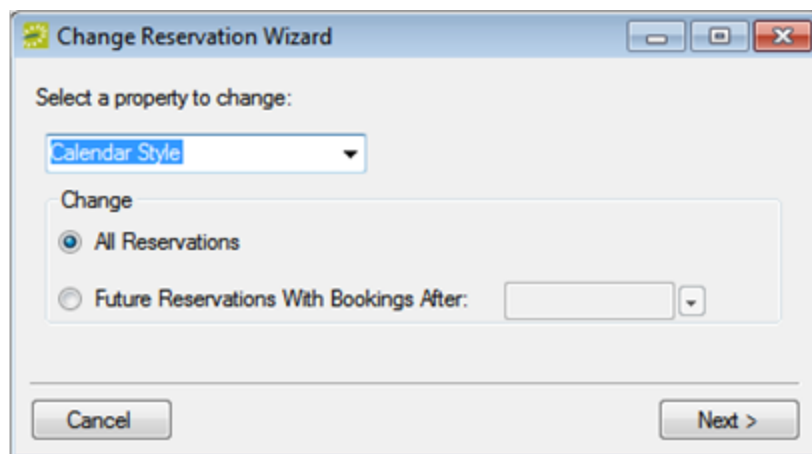 Change Reservation Wizard
Select a property to change:
Calendar Style
Change
All Reservations
Future Reservations With Bookings After:
Cancel
Next >